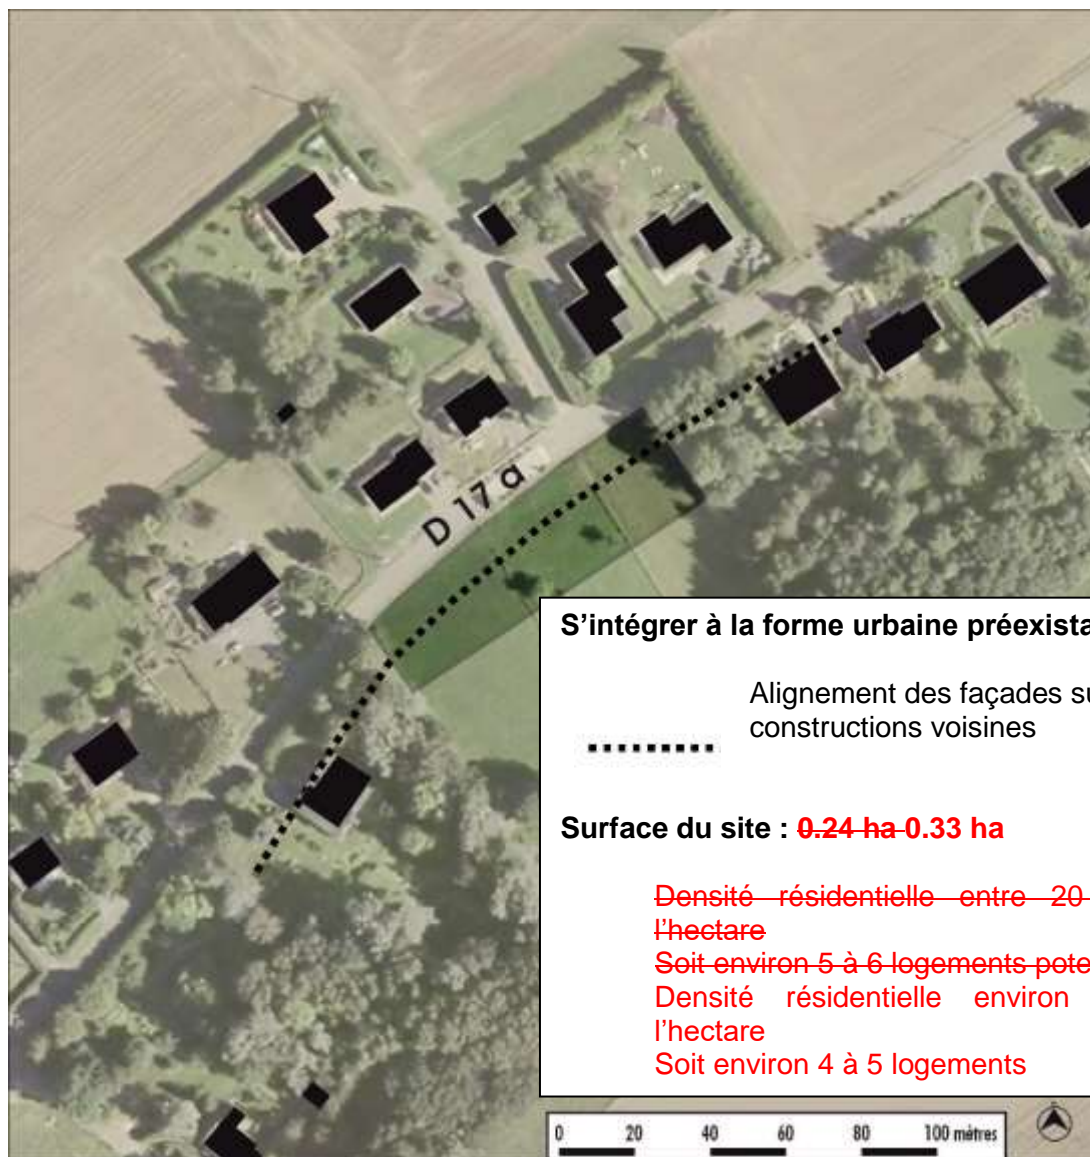 D 17 a
S’intégrer à la forme urbaine préexista
Alignement des façades su
constructions voisines
Surface du site : 0.24 ha 0.33 ha
Densité résidentielle entre 20
l’hectare
Soit environ 5 à 6 logements pote
Densité résidentielle environ
l’hectare
Soit environ 4 à 5 logements
0 20 40 60 80 100 mètres